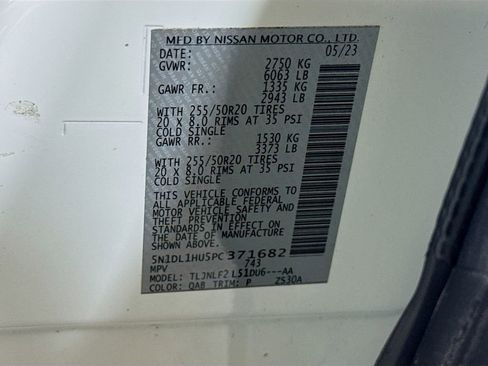 MFD BY NISSAN MOTOR CO., LTD.
DATE: 05/23
GVWR: 2750 KG
6063 LB
GAWR FR.: 1335 KG
2943 LB
WITH 255/50R20 TIRES
20 X 8.0 RIMS AT 35 PSI
COLD SINGLE
GAWR RR.: 1530 KG
3373 LB
WITH 255/50R20 TIRES
20 X 8.0 RIMS AT 35 PSI
COLD SINGLE
THIS VEHICLE CONFORMS TO
ALL APPLICABLE FEDERAL
MOTOR VEHICLE SAFETY AND
THEFT PREVENTION
STANDARDS IN EFFECT ON
THE DATE OF MANUFACTURE
SHOWN ABOVE.
5N1DL1HU5PC371682
MPV 743
MODEL: TLJNLF2L51DU6---AA
COLOR: QAB TRIM: P ZS30A